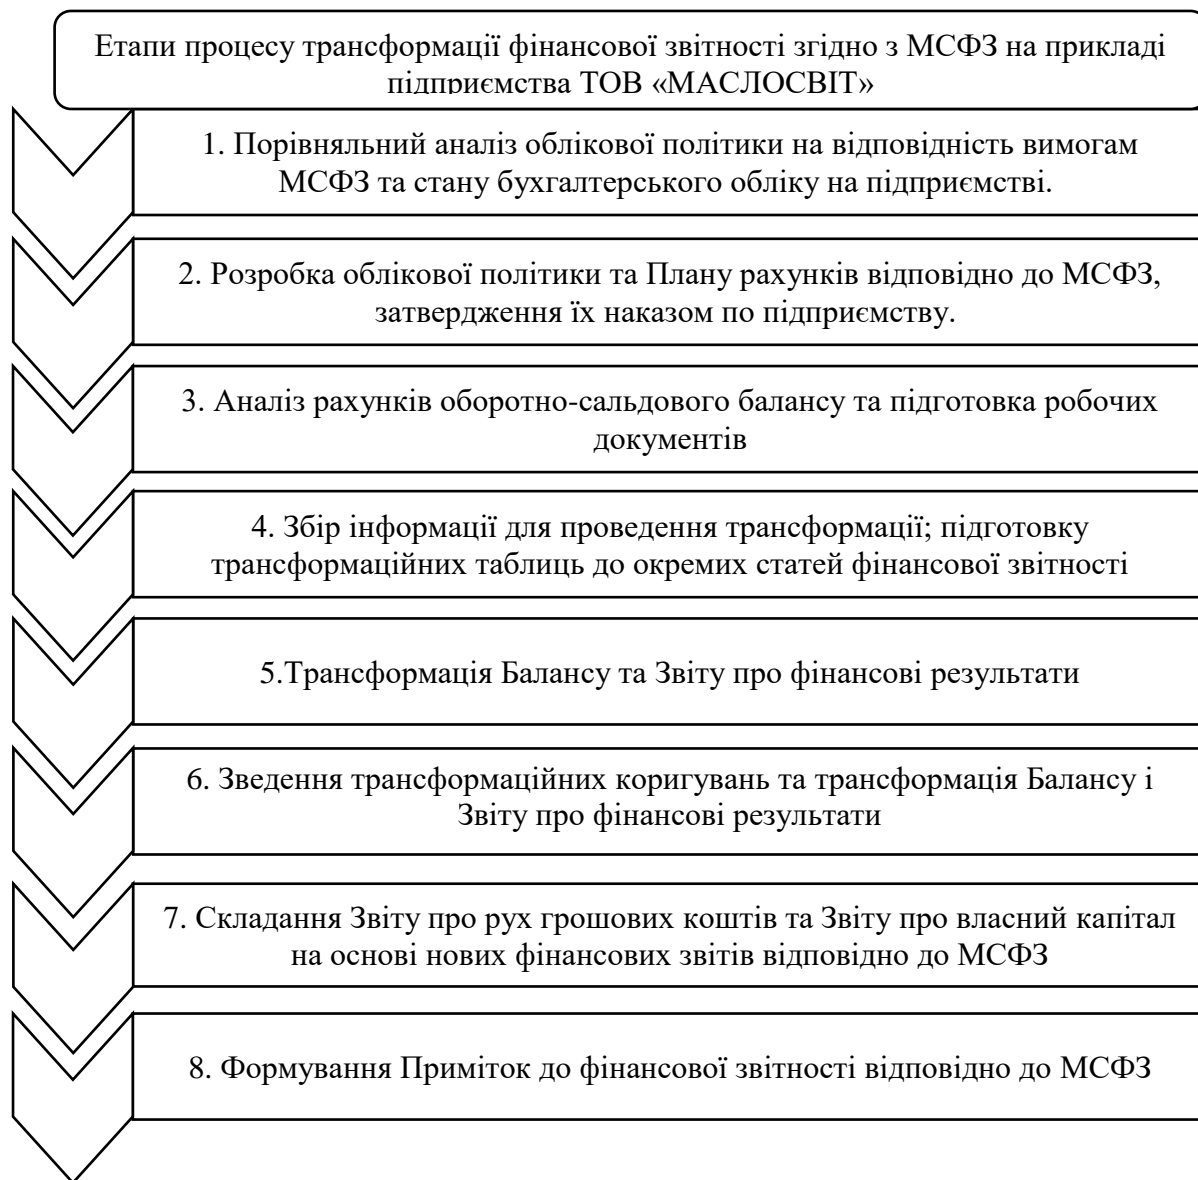 Етапи процесу трансформації фінансової звітності згідно з МСФЗ на прикладі
підприємства ТОВ «МАСЛОСВІТ»
1. Порівняльний аналіз облікової політики на відповідність вимогам
МСФЗ та стану бухгалтерського обліку на підприємстві.
2. Розробка облікової політики та Плану рахунків відповідно до МСФЗ,
затвердження їх наказом по підприємству.
3. Аналіз рахунків оборотно-сальдового балансу та підготовка робочих
документів
4. Збір інформації для проведення трансформації; підготовку
трансформаційних таблиць до окремих статей фінансової звітності
5.Трансформація Балансу та Звіту про фінансові результати
6. Зведення трансформаційних коригувань та трансформація Балансу і
Звіту про фінансові результати
7. Складання Звіту про рух грошових коштів та Звіту про власний капітал
на основі нових фінансових звітів відповідно до МСФЗ
8. Формування Приміток до фінансової звітності відповідно до МСФЗ